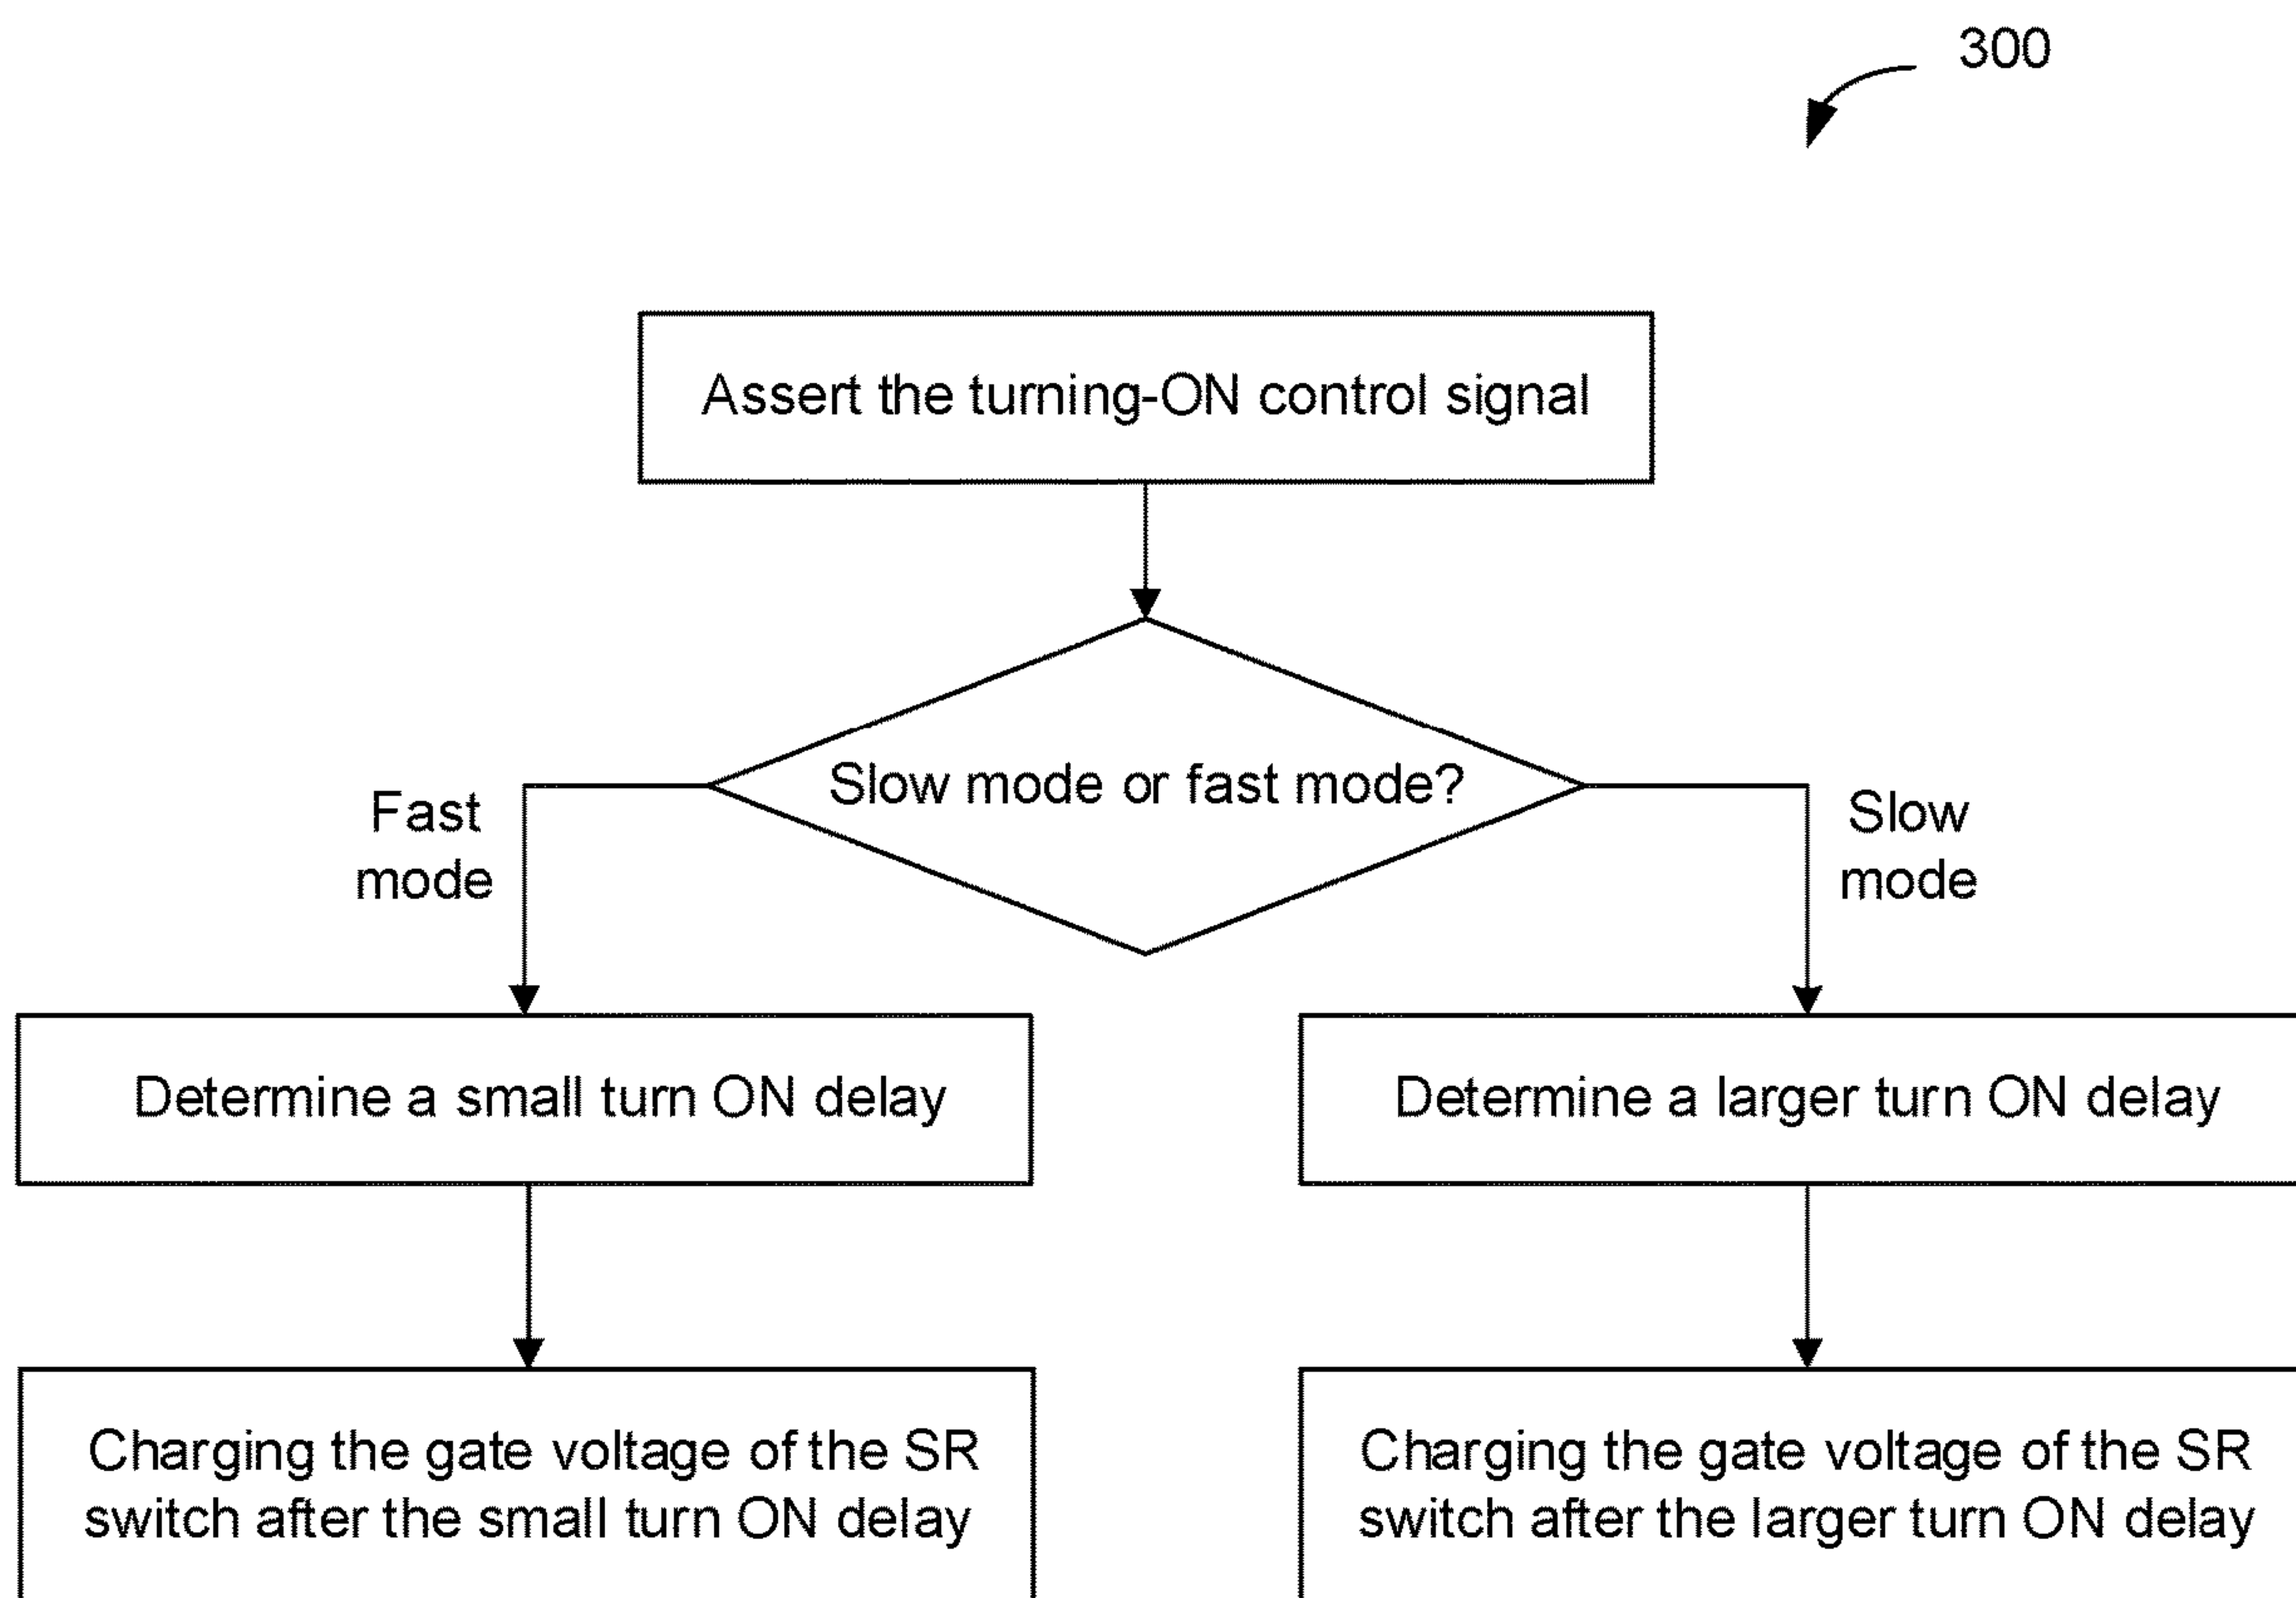 300
Assert the turning-ON control signal
Slow mode or fast mode?
Fast
mode
Slow
mode
Determine a small turn ON delay
Determine a larger turn ON delay
Charging the gate voltage of the SR
switch after the small turn ON delay
Charging the gate voltage of the SR
switch after the larger turn ON delay